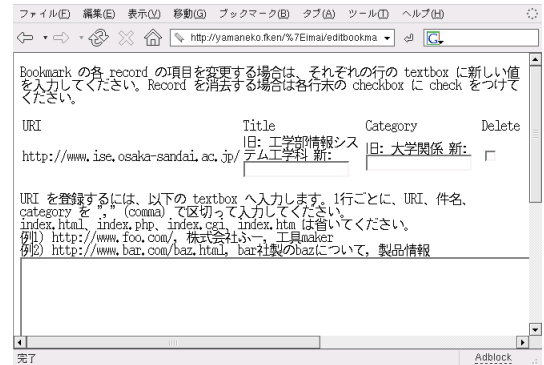 ファイル(F) 編集(E) 表示(V) 移動(G) ブックマーク(B) タブ(A) ツール(T) ヘルプ(H)
http://yamaneko.fken/%7Eimai/editbookma
G
Bookmark の各 record の項目を変更する場合は、それぞれの行の textbox に新しい値
を入力してください。Record を消去する場合は各行末の checkbox に check をつけて
ください。
URI Title Category Delete
http://www.ise.osaka-sandai.ac.jp/ 旧: 工学部情報シス
テム工学科 新: 旧: 大学関係 新:
URI を登録するには、以下の textbox へ入力します。1行ごとに、URI、件名、
category を "," (comma) で区切って入力してください。
index.html、index.php、index.cgi、index.htm は省いてください。
例1) http://www.foo.com/, 株式会社ふー, 工具maker
例2) http://www.bar.com/baz.html, bar社製のbazについて, 製品情報
完了 Adblock